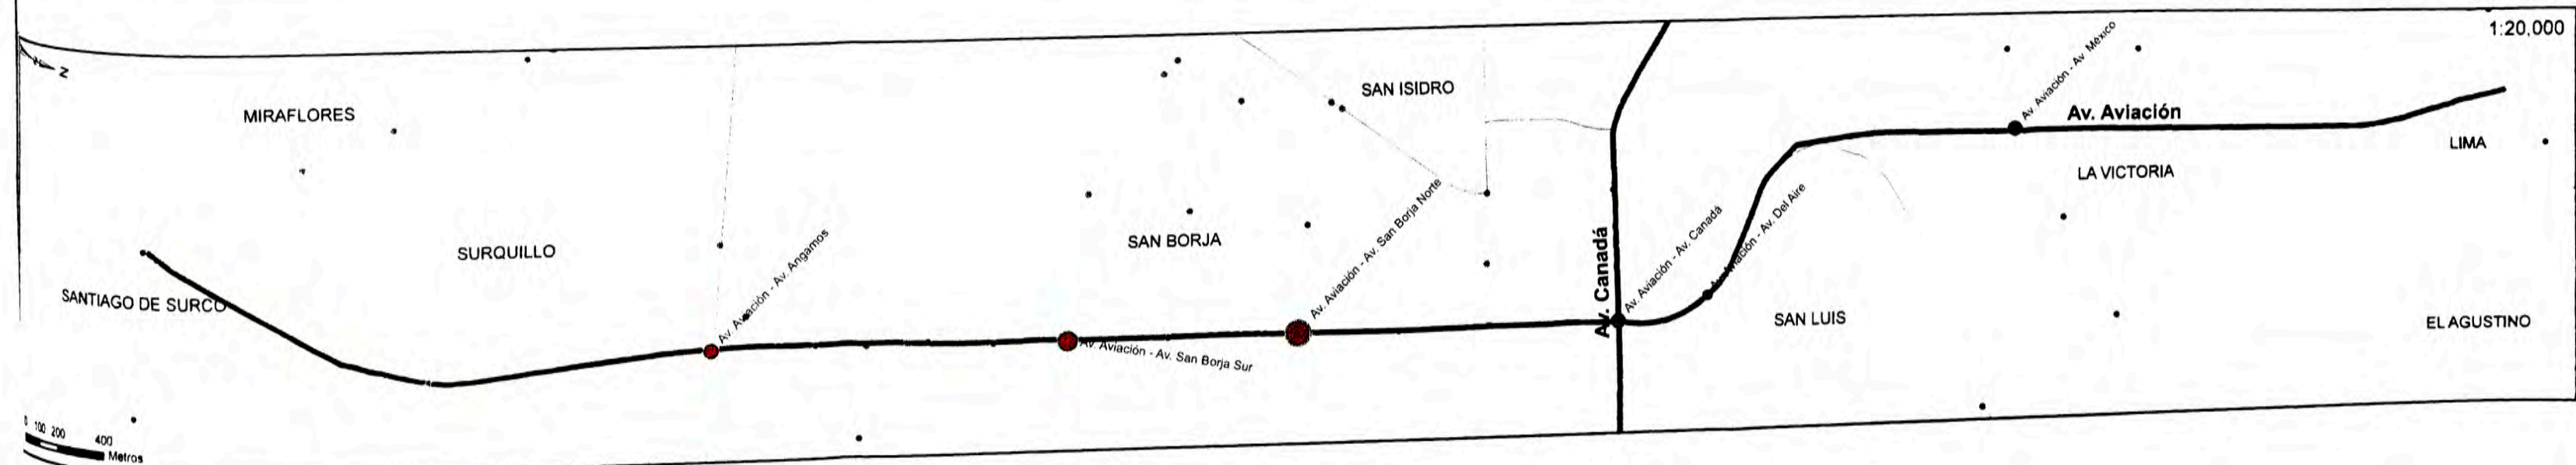 1:20,000
N
MIRAFLORES
SAN ISIDRO
Av. Aviación - Av. México
Av. Aviación
LIMA
LA VICTORIA
SURQUILLO
SAN BORJA
SANTIAGO DE SURCO
Av. Aviación - Av. Angamos
Av. Aviación - Av. San Borja Sur
Av. Aviación - Av. San Borja Norte
Av. Canadá
Av. Aviación - Av. Canadá
Av. Aviación - Av. Del Aire
SAN LUIS
EL AGUSTINO
0 100 200 400
Metros